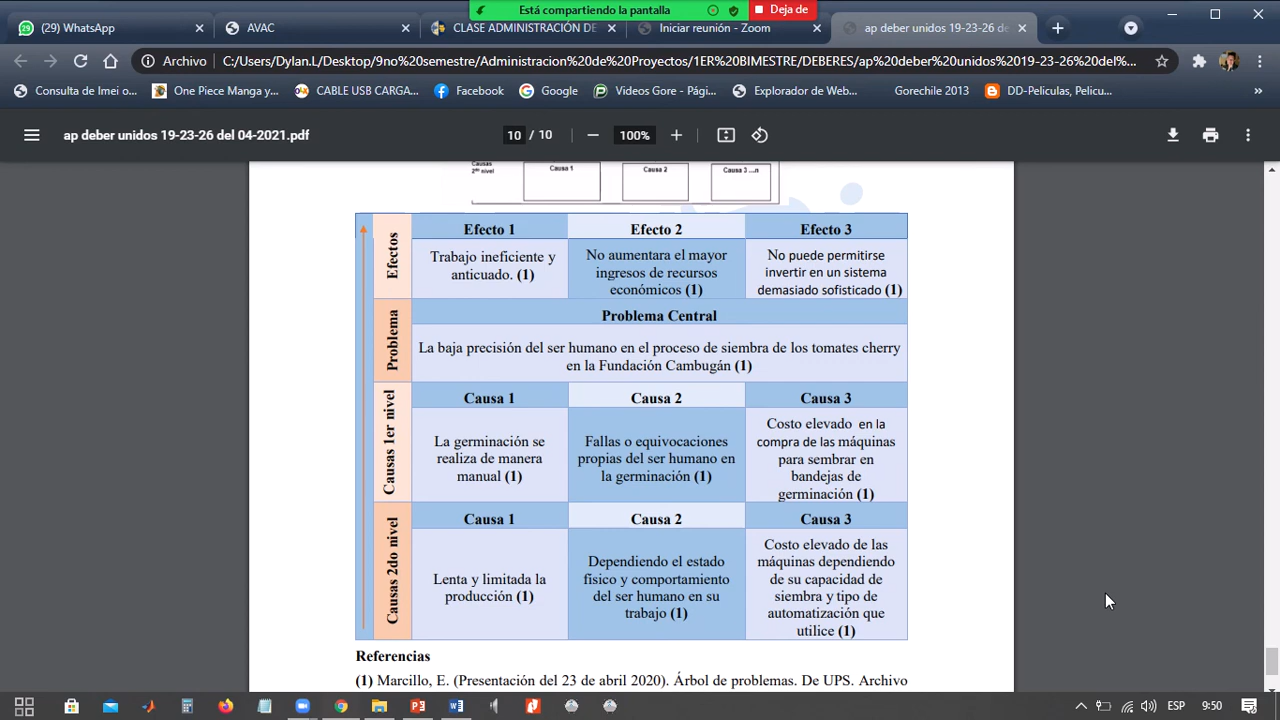 Está compartiendo la pantalla
Deja de
(29) WhatsApp
AVAC
CLASE ADMINISTRACIÓN DE
Iniciar reunión - Zoom
ap deber unidos 19-23-26 de
Archivo
C:/Users/Dylan.L/Desktop/9no%20semestre/Administracion%20de%20Proyectos/1ER%20BIMESTRE/DEBERES/ap%20deber%20unidos%2019-23-26%20del%...
Consulta de Imei o...
One Piece Manga y...
CABLE USB CARGA...
Facebook
Google
Videos Gore - Pági...
Explorador de Web...
Gorechile 2013
DD-Peliculas, Pelicu...
»
ap deber unidos 19-23-26 del 04-2021.pdf
10 / 10
100%
Causas
2do nivel
Causa 1
Causa 2
Causa 3 ...n
Efectos
Efecto 1
Efecto 2
Efecto 3
Trabajo ineficiente y
anticuado. (1)
No aumentara el mayor
ingresos de recursos
económicos (1)
No puede permitirse
invertir en un sistema
demasiado sofisticado (1)
Problema
Problema Central
La baja precisión del ser humano en el proceso de siembra de los tomates cherry
en la Fundación Cambugán (1)
Causas 1er nivel
Causa 1
Causa 2
Causa 3
La germinación se
realiza de manera
manual (1)
Fallas o equivocaciones
propias del ser humano en
la germinación (1)
Costo elevado en la
compra de las máquinas
para sembrar en
bandejas de
germinación (1)
Causas 2do nivel
Causa 1
Causa 2
Causa 3
Lenta y limitada la
producción (1)
Dependiendo el estado
físico y comportamiento
del ser humano en su
trabajo (1)
Costo elevado de las
máquinas dependiendo
de su capacidad de
siembra y tipo de
automatización que
utilice (1)
Referencias
(1) Marcillo, E. (Presentación del 23 de abril 2020). Árbol de problemas. De UPS. Archivo
ESP
9:50